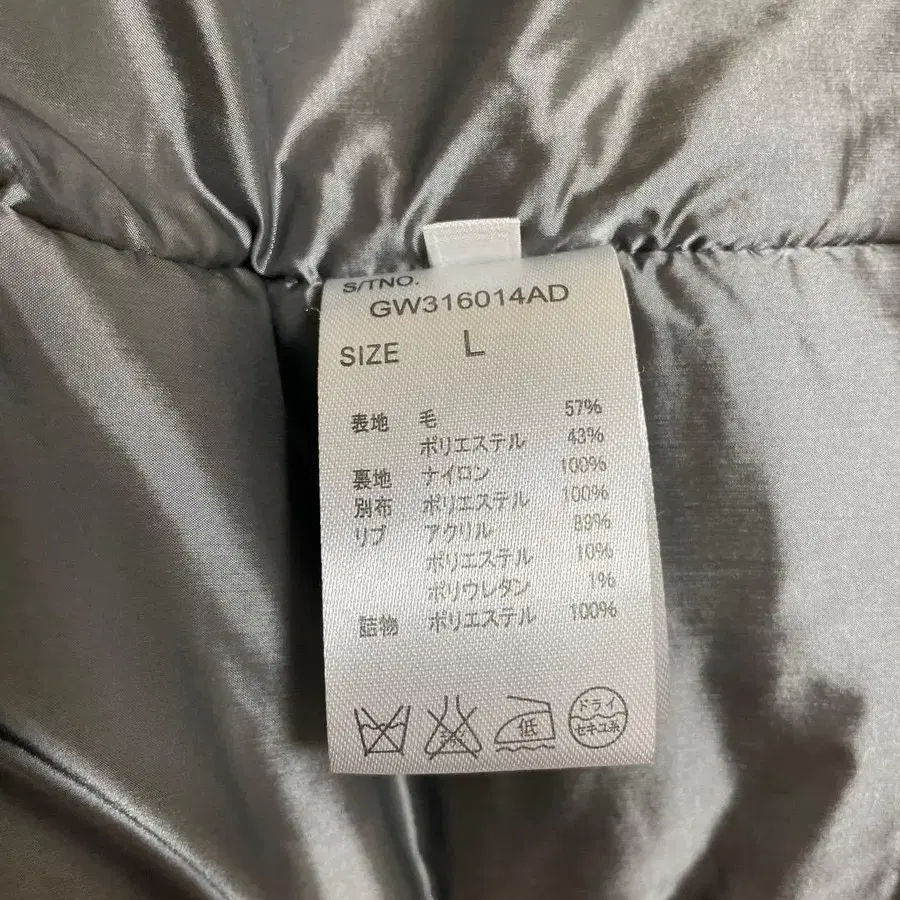 S/TNO.
GW316014AD
SIZE L
表地 毛 57%
ポリエステル 43%
裏地 ナイロン 100%
別布 ポリエステル 100%
リブ アクリル 89%
ポリエステル 10%
ポリウレタン 1%
詰物 ポリエステル 100%
低
ドライ
セキユ系